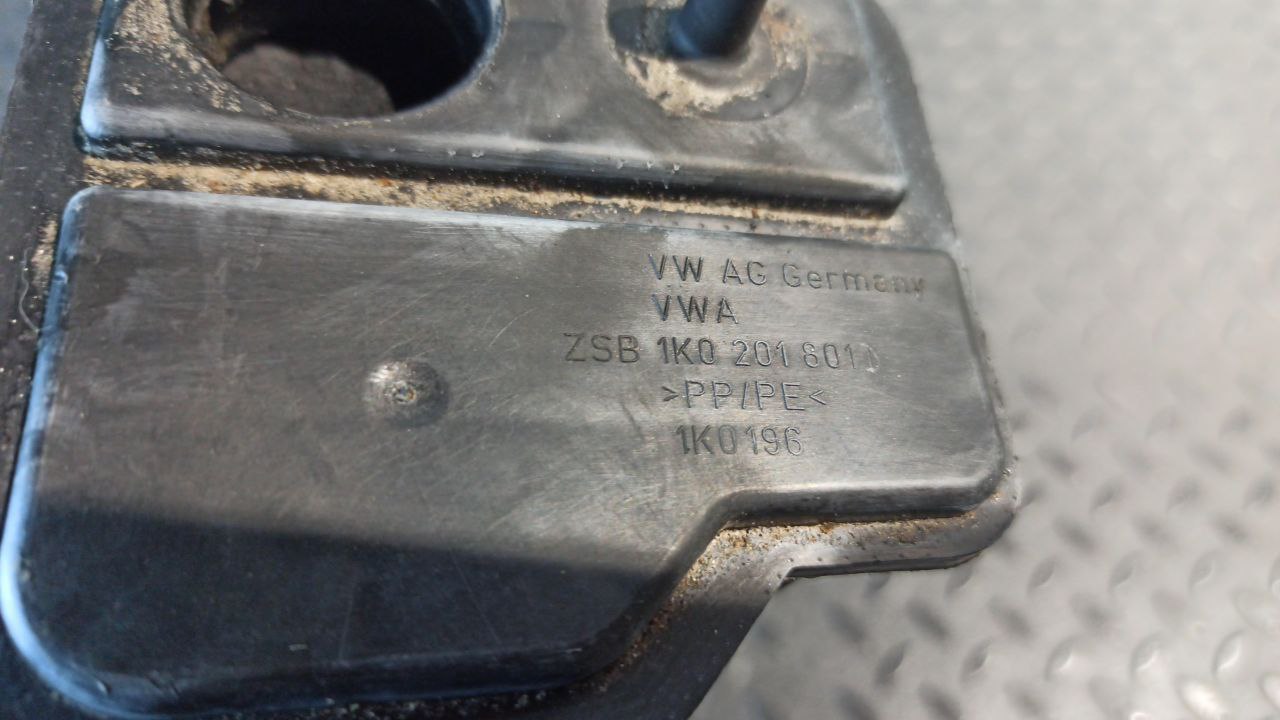 VW AG Germany
VWA
ZSB 1K0 201 801
>PP/PE<
1K0196